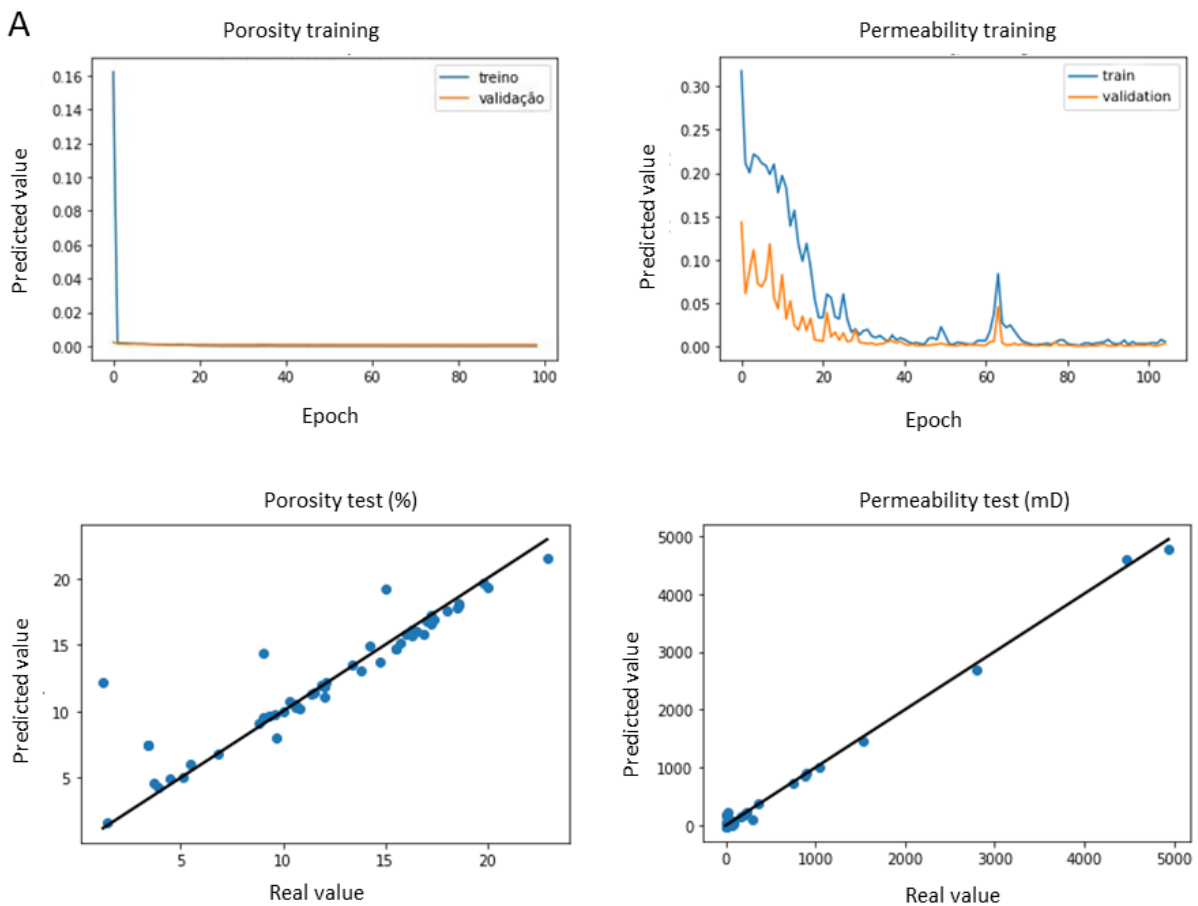 A
Porosity training
0.16
0.14
0.12
0.10
0.08
0.06
0.04
0.02
0.00
treino
validação
Predicted value
0 20 40 60 80 100
Epoch
Permeability training
0.30
0.25
0.20
0.15
0.10
0.05
0.00
train
validation
Predicted value
0 20 40 60 80 100
Epoch
Porosity test (%)
20
15
10
5
Predicted value
5 10 15 20
Real value
Permeability test (mD)
5000
4000
3000
2000
1000
0
Predicted value
0 1000 2000 3000 4000 5000
Real value